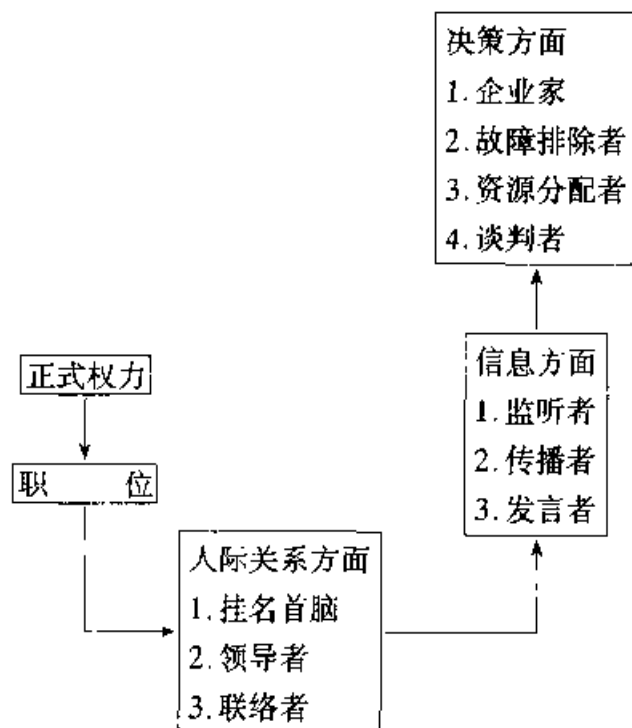 正式权力
职位
人际关系方面
1.挂名首脑
2.领导者
3.联络者
信息方面
1.监听者
2.传播者
3.发言者
决策方面
1.企业家
2.故障排除者
3.资源分配者
4.谈判者